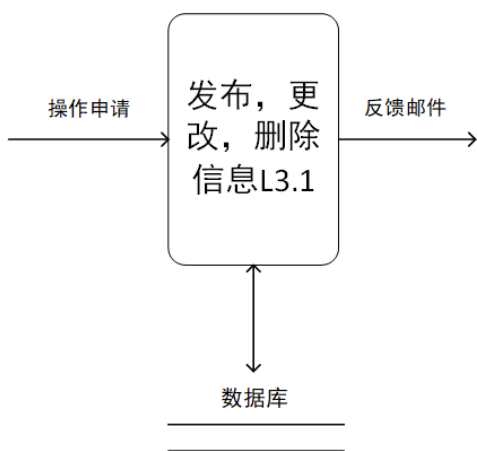 操作申请
发布，更
改，删除
信息L3.1
反馈邮件
数据库